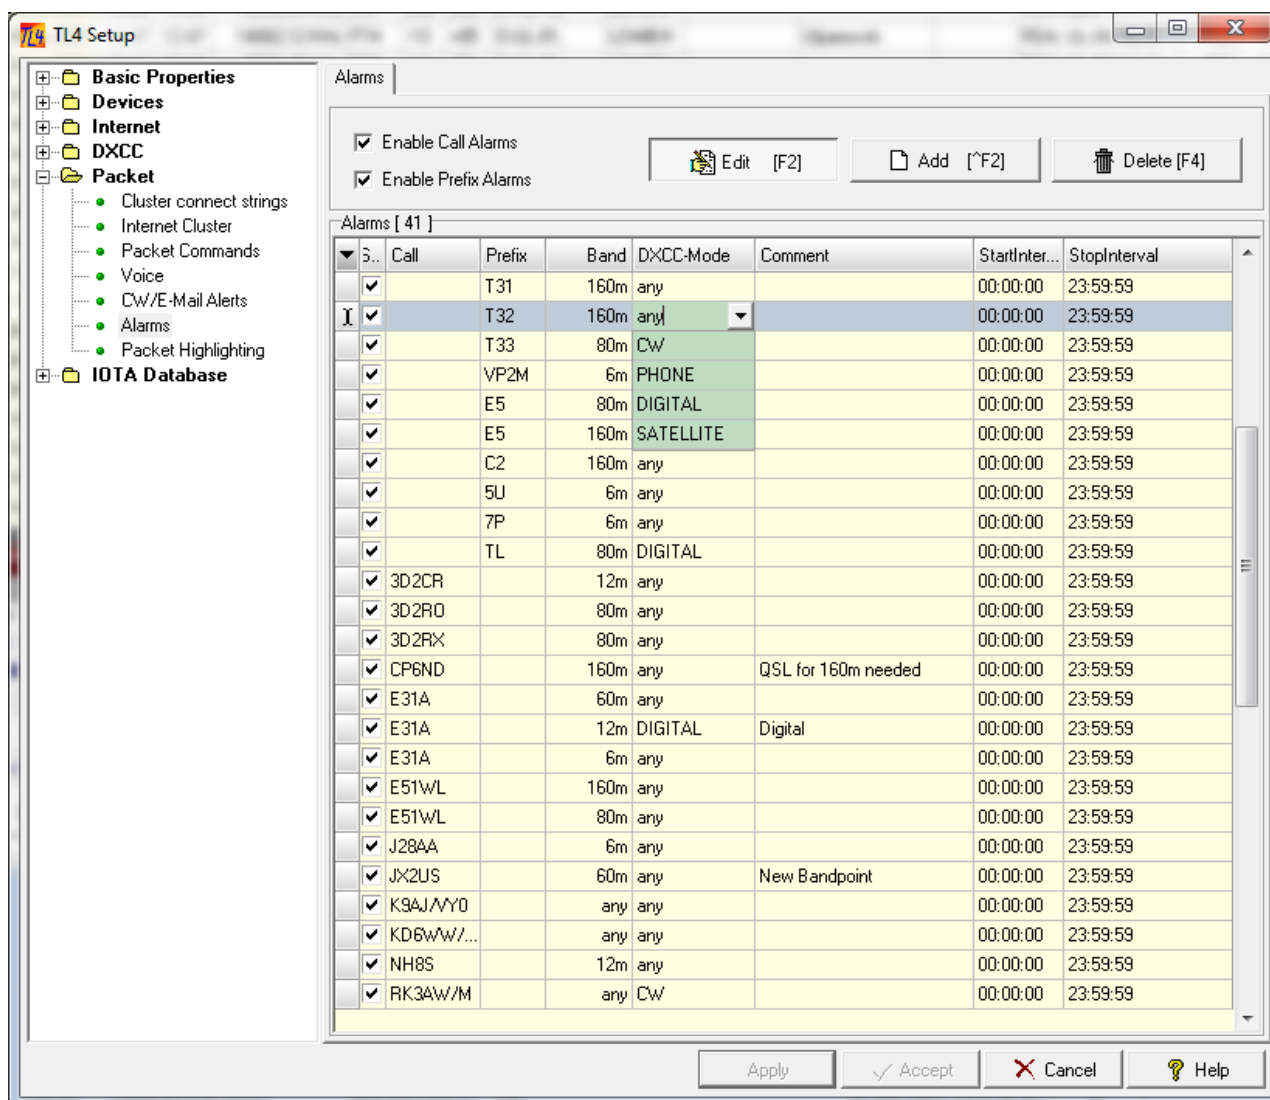 TL4 TL4 Setup
Basic Properties
Devices
Internet
DXCC
Packet
Cluster connect strings
Internet Cluster
Packet Commands
Voice
CW/E-Mail Alerts
Alarms
Packet Highlighting
IOTA Database
Alarms
Enable Call Alarms
Enable Prefix Alarms
Edit [F2]
Add [^F2]
Delete [F4]
Alarms [ 41 ]
S.. Call Prefix Band DXCC-Mode Comment StartInter... StopInterval
T31 160m any 00:00:00 23:59:59
T32 160m any 00:00:00 23:59:59
T33 80m CW 00:00:00 23:59:59
VP2M 6m PHONE 00:00:00 23:59:59
E5 80m DIGITAL 00:00:00 23:59:59
E5 160m SATELLITE 00:00:00 23:59:59
C2 160m any 00:00:00 23:59:59
5U 6m any 00:00:00 23:59:59
7P 6m any 00:00:00 23:59:59
TL 80m DIGITAL 00:00:00 23:59:59
3D2CR 12m any 00:00:00 23:59:59
3D2RO 80m any 00:00:00 23:59:59
3D2RX 80m any 00:00:00 23:59:59
CP6ND 160m any QSL for 160m needed 00:00:00 23:59:59
E31A 60m any 00:00:00 23:59:59
E31A 12m DIGITAL Digital 00:00:00 23:59:59
E31A 6m any 00:00:00 23:59:59
E51WL 160m any 00:00:00 23:59:59
E51WL 80m any 00:00:00 23:59:59
J28AA 6m any 00:00:00 23:59:59
JX2US 60m any New Bandpoint 00:00:00 23:59:59
K9AJ/VY0 any any 00:00:00 23:59:59
KD6WW/... any any 00:00:00 23:59:59
NH8S 12m any 00:00:00 23:59:59
RK3AW/M any CW 00:00:00 23:59:59
Apply
Accept
Cancel
Help